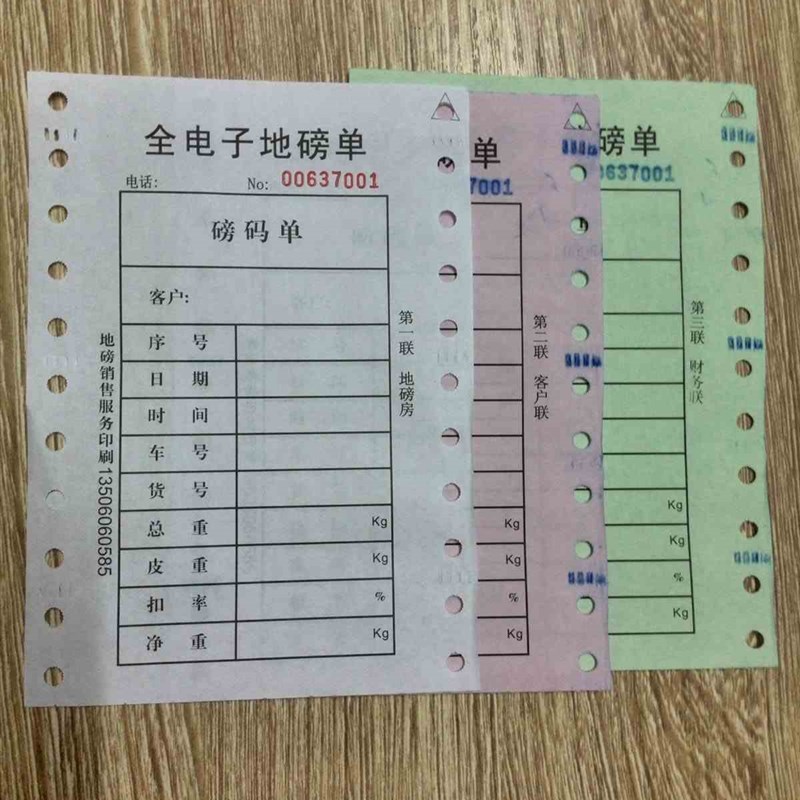 全电子地磅单
电话:
No: 00637001
磅码单
客户:
序号
日期
时间
车号
货号
总重 Kg
皮重 Kg
扣率 %
净重 Kg
第一联 地磅房
地磅销售服务印刷13506060585
单
7001
第二联 客户联
Kg
Kg
%
Kg
磅单
0637001
第三联 财务联
Kg
Kg
%
Kg